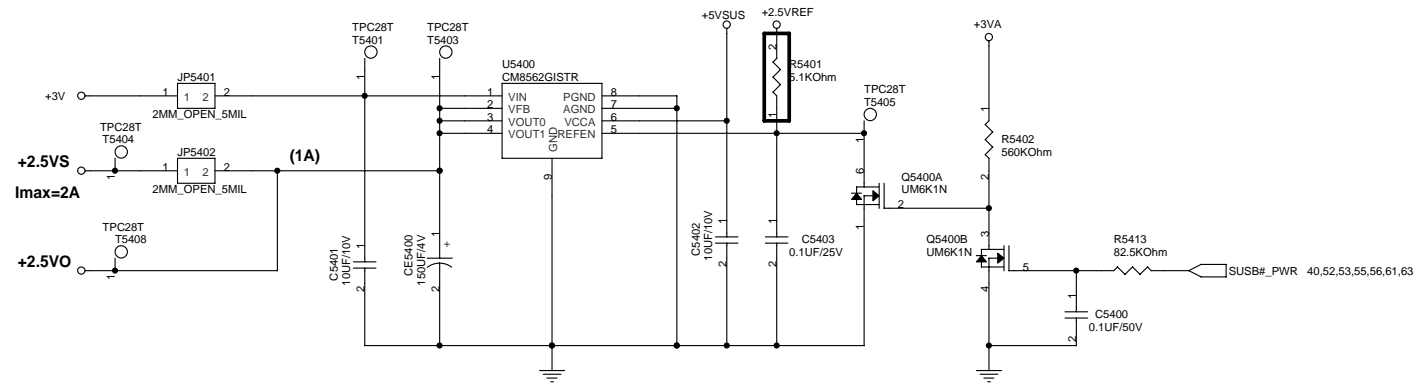 +5VSUS
+2.5VREF
+3VA
TPC28T
T5401
TPC28T
T5403
2
R5401
5.1KOhm
1
U5400
CM8562GISTR
JP5401
+3V
1
1 2
2
2MM_OPEN_5MIL
1
1
1 VIN
2 VFB
3 VOUT0
4 VOUT1
PGND 8
AGND 7
VCCA 6
REFEN 5
GND
9
TPC28T
T5405
1
TPC28T
T5404
+2.5VS
1
JP5402
1
1 2
2
2MM_OPEN_5MIL
(1A)
Imax=2A
1
R5402
560KOhm
2
6
Q5400A
UM6K1N
2
1
TPC28T
T5408
+2.5VO
1
C5401
10UF/10V
1
2
CE5400
150UF/4V
1
+
2
C5402
10UF/10V
1
2
1
C5403
0.1UF/25V
2
3
Q5400B
UM6K1N
5
4
R5413
82.5KOhm
SUSB#_PWR 40,52,53,55,56,61,63
1
C5400
0.1UF/50V
2